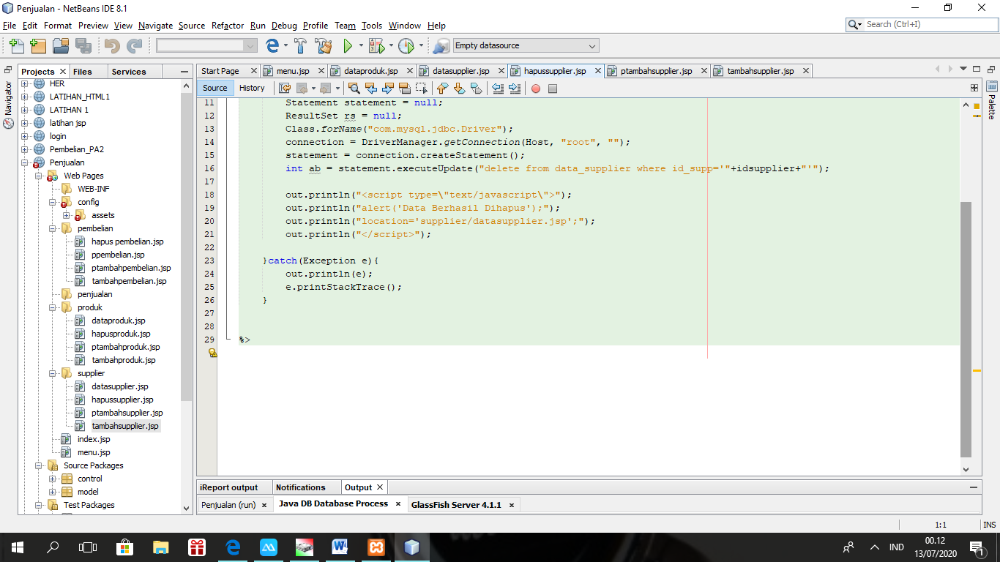 Penjualan - NetBeans IDE 8.1
File Edit Format Preview View Navigate Source Refactor Run Debug Profile Team Tools Window Help
Search (Ctrl+I)
Empty datasource
Projects Files Services
Start Page menu.jsp dataproduk.jsp datasupplier.jsp hapussupplier.jsp ptambahsupplier.jsp tambahsupplier.jsp
Navigator
Palette
Source History
HER
LATIHAN_HTML1
LATIHAN 1
latihan jsp
login
Pembelian_PA2
Penjualan
Web Pages
WEB-INF
config
assets
pembelian
hapus pembelian.jsp
ppembelian.jsp
ptambahpembelian.jsp
tambahpembelian.jsp
penjualan
produk
dataproduk.jsp
hapusproduk.jsp
ptambahproduk.jsp
tambahproduk.jsp
supplier
datasupplier.jsp
hapussupplier.jsp
ptambahsupplier.jsp
tambahsupplier.jsp
index.jsp
menu.jsp
Source Packages
control
model
Test Packages
11 Statement statement = null;
12 ResultSet rs = null;
13 Class.forName("com.mysql.jdbc.Driver");
14 connection = DriverManager.getConnection(Host, "root", "");
15 statement = connection.createStatement();
16 int ab = statement.executeUpdate("delete from data_supplier where id_supp='"+idsupplier+"'");
17
18 out.println("<script type=\"text/javascript\">");
19 out.println("alert('Data Berhasil Dihapus');");
20 out.println("location='supplier/datasupplier.jsp';");
21 out.println("</script>");
22
23 }catch(Exception e){
24 out.println(e);
25 e.printStackTrace();
26 }
27
28
29 %>
iReport output Notifications Output
Penjualan (run) Java DB Database Process GlassFish Server 4.1.1
1:1 INS
IND
00.12
13/07/2020
1